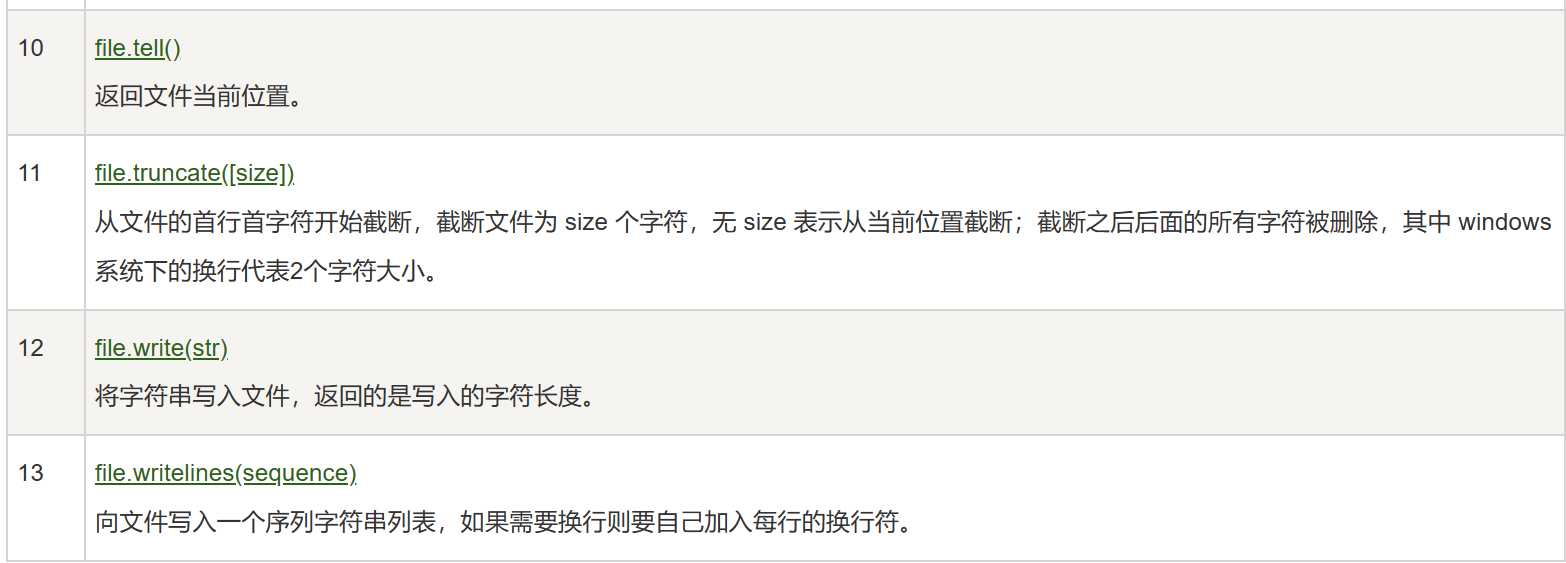 10
file.tell()
返回文件当前位置。
11
file.truncate([size])
从文件的首行首字符开始截断，截断文件为 size 个字符，无 size 表示从当前位置截断；截断之后后面的所有字符被删除，其中 windows
系统下的换行代表2个字符大小。
12
file.write(str)
将字符串写入文件，返回的是写入的字符长度。
13
file.writelines(sequence)
向文件写入一个序列字符串列表，如果需要换行则要自己加入每行的换行符。